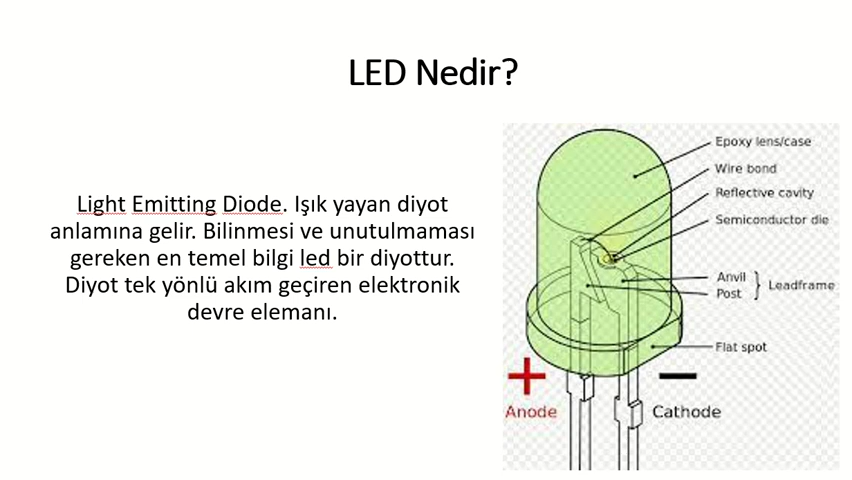 LED Nedir?
Light Emitting Diode. Işık yayan diyot
anlamına gelir. Bilinmesi ve unutulmaması
gereken en temel bilgi led bir diyottur.
Diyot tek yönlü akım geçiren elektronik
devre elemanı.
Epoxy lens/case
Wire bond
Reflective cavity
Semiconductor die
Anvil
Post
} Leadframe
Flat spot
+
Anode
−
Cathode